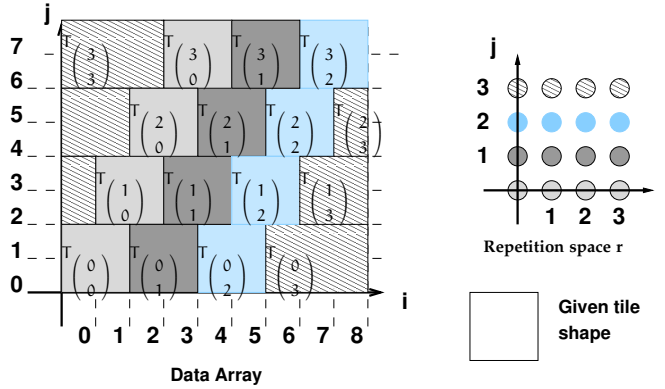 j
7
6
5
4
3
2
1
0
T(3 3) T(3 0) T(3 1) T(3 2)
T(2 0) T(2 1) T(2 2) T(2 3)
T(1 0) T(1 1) T(1 2) T(1 3)
T(0 0) T(0 1) T(0 2) T(0 3)
i
0 1 2 3 4 5 6 7 8
Data Array
j
3
2
1
1 2 3
Repetition space r
Given tile
shape